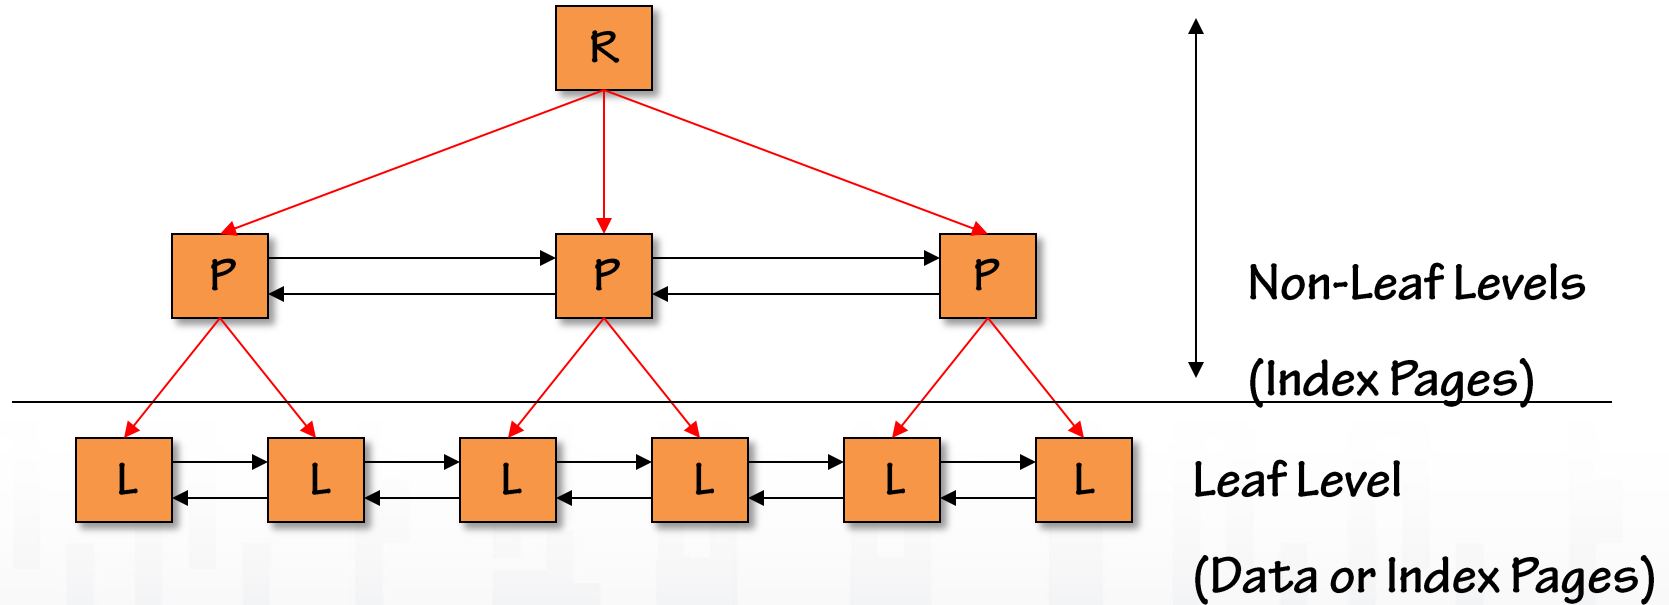 R
P P P
Non-Leaf Levels
(Index Pages)
L L L L L L
Leaf Level
(Data or Index Pages)